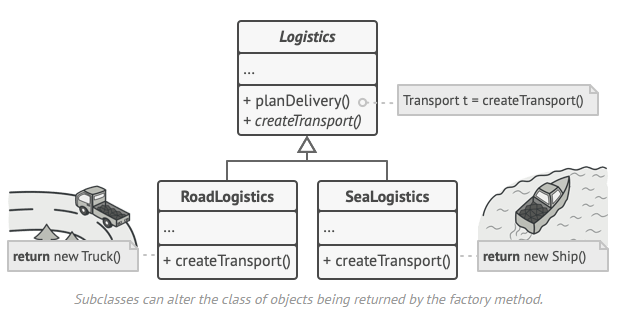 Logistics
...
+ planDelivery()
+ createTransport()
Transport t = createTransport()
RoadLogistics
...
+ createTransport()
SeaLogistics
...
+ createTransport()
return new Truck()
return new Ship()
Subclasses can alter the class of objects being returned by the factory method.